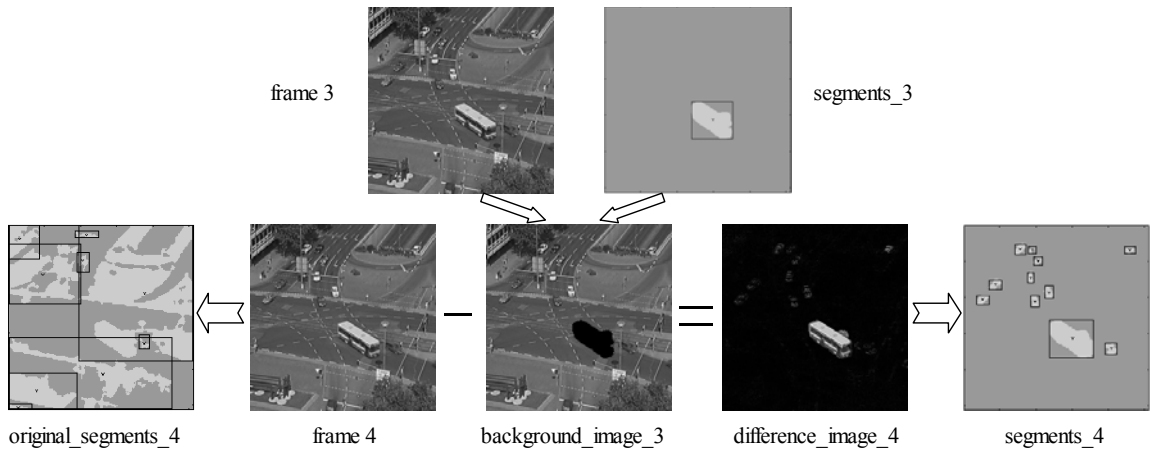 frame 3
segments_3
original_segments_4
frame 4
background_image_3
difference_image_4
segments_4